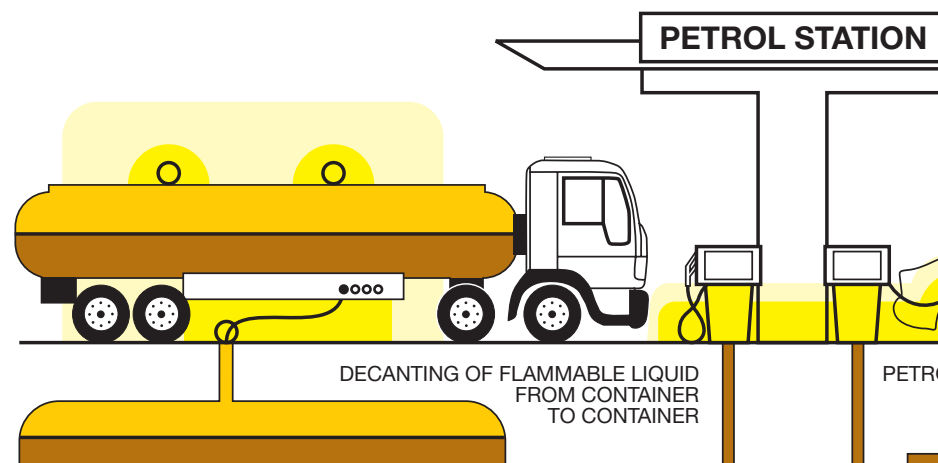 PETROL STATION
DECANTING OF FLAMMABLE LIQUID
FROM CONTAINER
TO CONTAINER